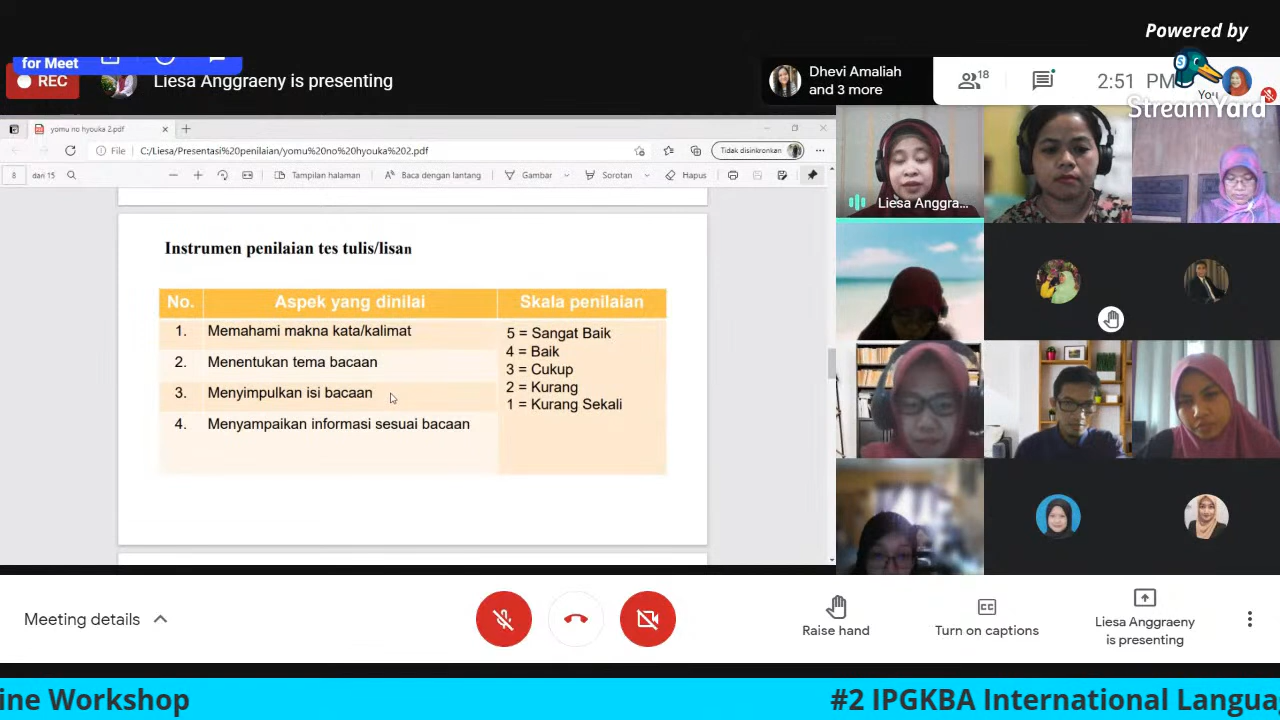 Powered by
for Meet
REC
Liesa Anggraeny is presenting
Dhevi Amaliah
and 3 more
18
2:51 PM
You
StreamYard
yomu no hyouka 2.pdf
File
C:/Liesa/Presentasi%20penilaian/yomu%20no%20hyouka%202.pdf
Tidak disinkronkan
8 dari 15
Tampilan halaman
Baca dengan lantang
Gambar
Sorotan
Hapus
Liesa Anggra...
Instrumen penilaian tes tulis/lisan
No. Aspek yang dinilai Skala penilaian
1. Memahami makna kata/kalimat
2. Menentukan tema bacaan
3. Menyimpulkan isi bacaan
4. Menyampaikan informasi sesuai bacaan
5 = Sangat Baik
4 = Baik
3 = Cukup
2 = Kurang
1 = Kurang Sekali
Meeting details
Raise hand
Turn on captions
Liesa Anggraeny
is presenting
ine Workshop
#2 IPGKBA International Langua